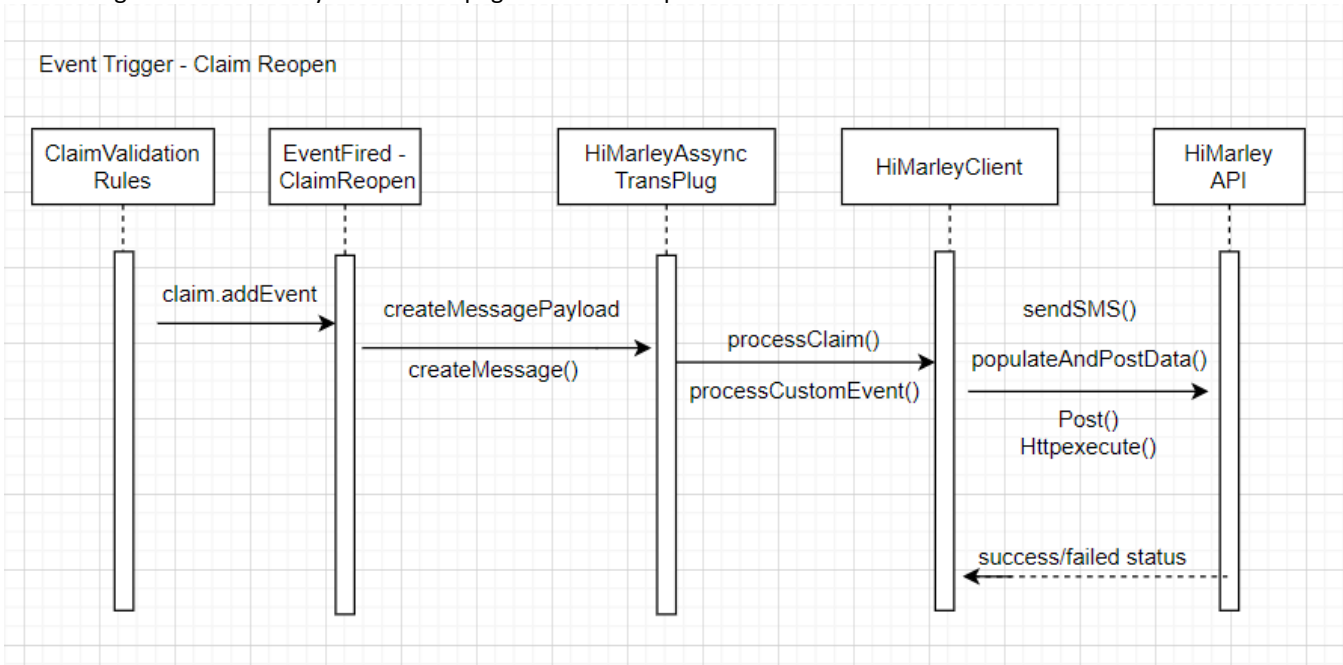 Event Trigger - Claim Reopen
ClaimValidation
Rules
EventFired -
ClaimReopen
HiMarleyAssync
TransPlug
HiMarleyClient
HiMarley
API
claim.addEvent
createMessagePayload
createMessage()
processClaim()
processCustomEvent()
sendSMS()
populateAndPostData()
Post()
Httpexecute()
success/failed status